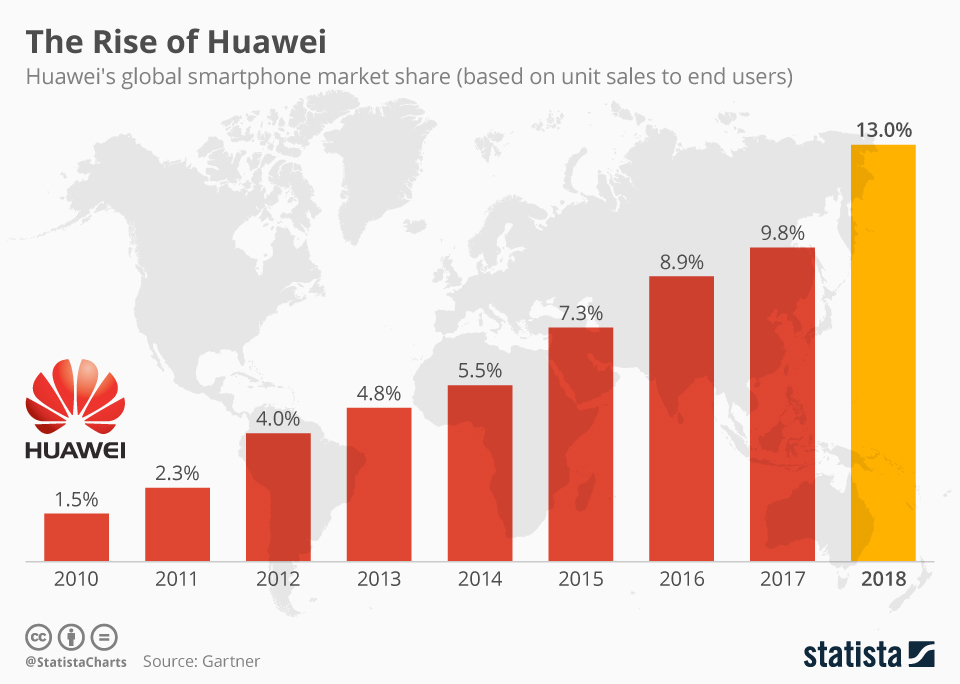 The Rise of Huawei
Huawei's global smartphone market share (based on unit sales to end users)
13.0%
9.8%
8.9%
7.3%
5.5%
4.8%
4.0%
2.3%
1.5%
HUAWEI
2010 2011 2012 2013 2014 2015 2016 2017 2018
cc =
@StatistaCharts Source: Gartner
statista